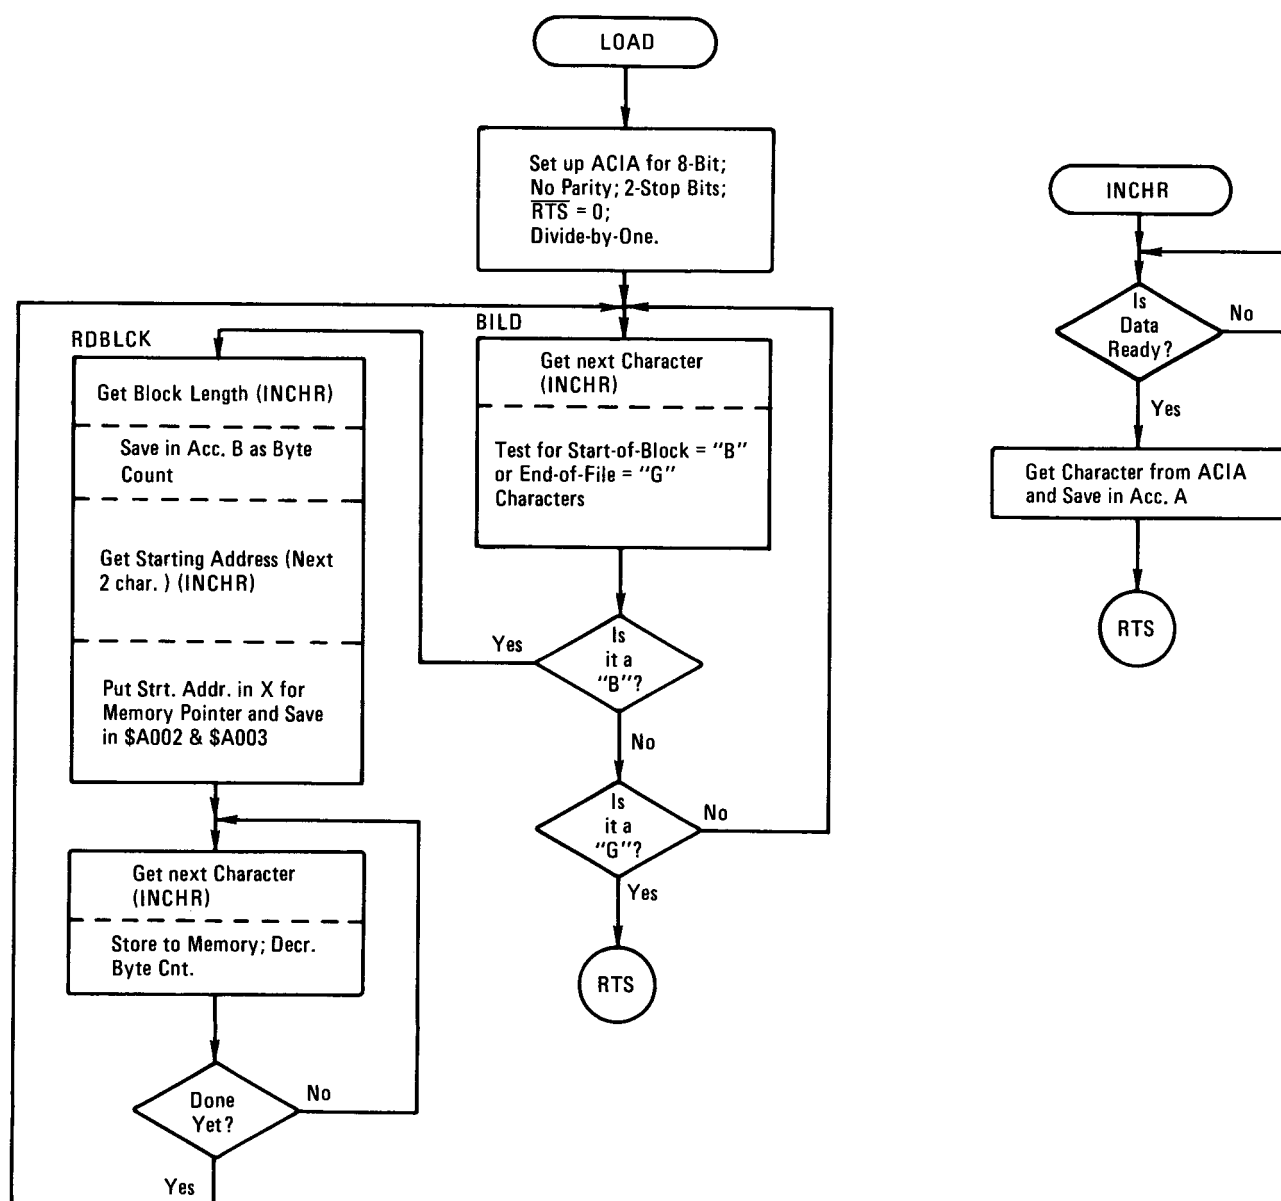 LOAD
Set up ACIA for 8-Bit;
No Parity; 2-Stop Bits;
RTS = 0;
Divide-by-One.
BILD
Get next Character
(INCHR)
Test for Start-of-Block = “B”
or End-of-File = “G”
Characters
Is
it a
“B”?
Yes
No
Is
it a
“G”?
No
Yes
RTS
RDBLCK
Get Block Length (INCHR)
Save in Acc. B as Byte
Count
Get Starting Address (Next
2 char. ) (INCHR)
Put Strt. Addr. in X for
Memory Pointer and Save
in $A002 & $A003
Get next Character
(INCHR)
Store to Memory; Decr.
Byte Cnt.
Done
Yet?
No
Yes
INCHR
Is
Data
Ready?
No
Yes
Get Character from ACIA
and Save in Acc. A
RTS